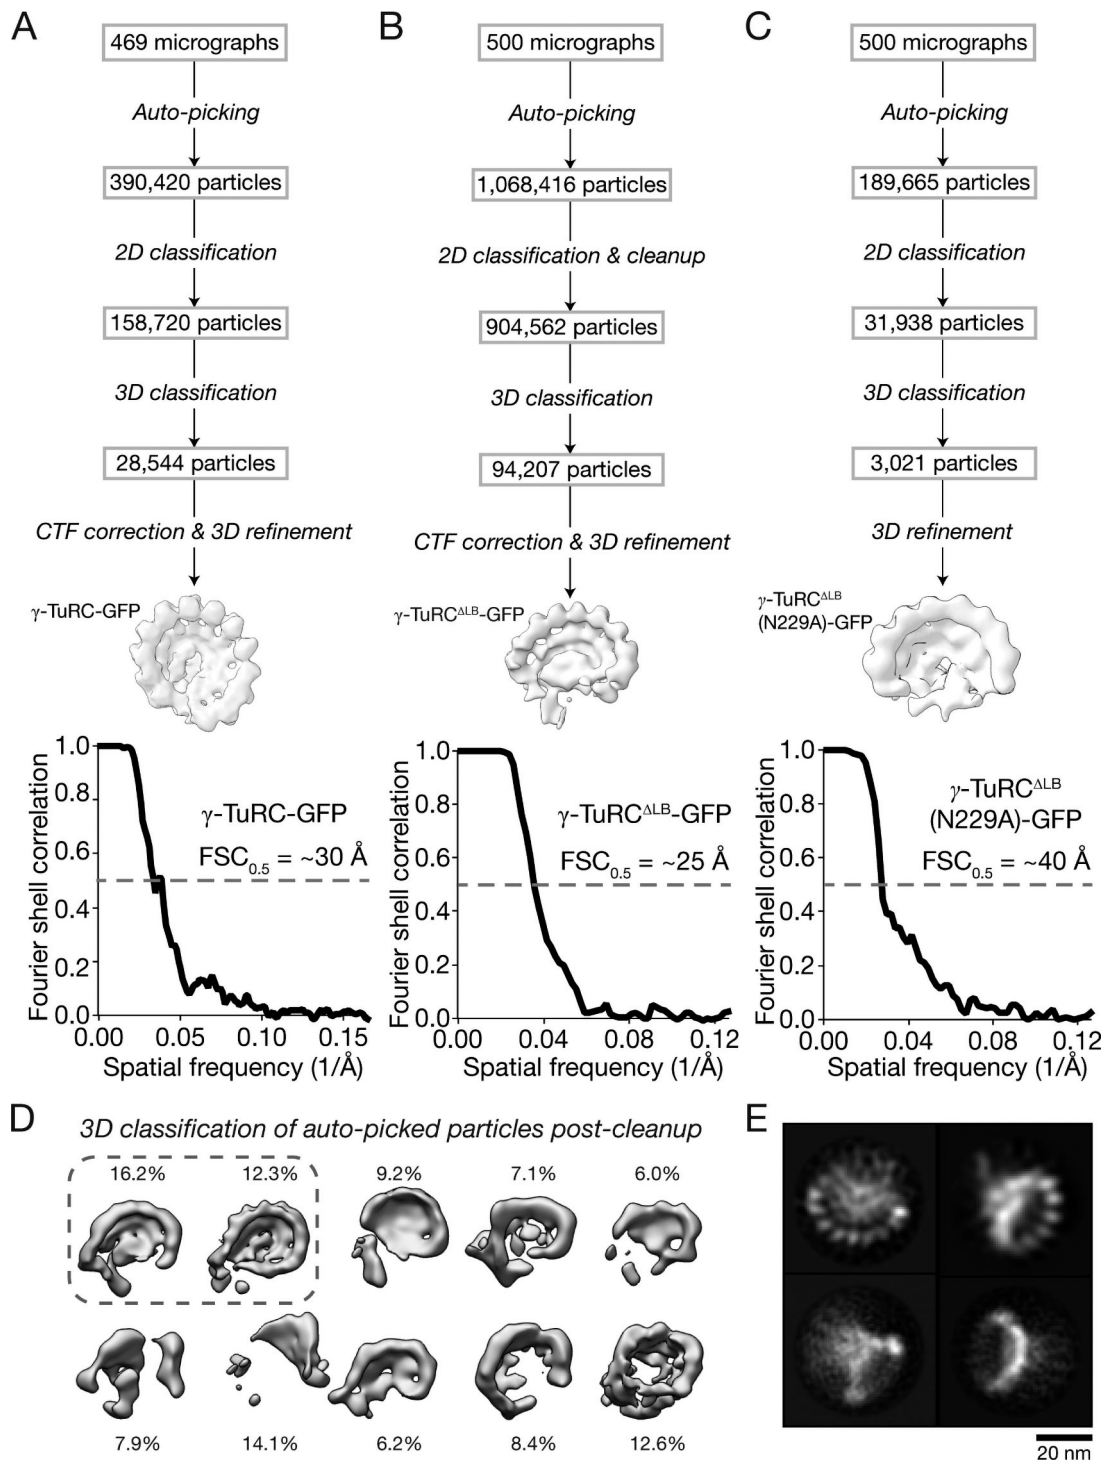 A
469 micrographs
Auto-picking
390,420 particles
2D classification
158,720 particles
3D classification
28,544 particles
CTF correction & 3D refinement
γ-TuRC-GFP
1.0
0.8
0.6
0.4
0.2
0.0
Fourier shell correlation
γ-TuRC-GFP
FSC0.5 = ~30 Å
0.00
0.05
0.10
0.15
Spatial frequency (1/Å)
B
500 micrographs
Auto-picking
1,068,416 particles
2D classification & cleanup
904,562 particles
3D classification
94,207 particles
CTF correction & 3D refinement
γ-TuRCΔLB-GFP
1.0
0.8
0.6
0.4
0.2
0.0
Fourier shell correlation
γ-TuRCΔLB-GFP
FSC0.5 = ~25 Å
0.00
0.04
0.08
0.12
Spatial frequency (1/Å)
C
500 micrographs
Auto-picking
189,665 particles
2D classification
31,938 particles
3D classification
3,021 particles
3D refinement
γ-TuRCΔLB
(N229A)-GFP
1.0
0.8
0.6
0.4
0.2
0.0
Fourier shell correlation
γ-TuRCΔLB
(N229A)-GFP
FSC0.5 = ~40 Å
0.00
0.04
0.08
0.12
Spatial frequency (1/Å)
D
3D classification of auto-picked particles post-cleanup
16.2%
12.3%
9.2%
7.1%
6.0%
7.9%
14.1%
6.2%
8.4%
12.6%
E
20 nm